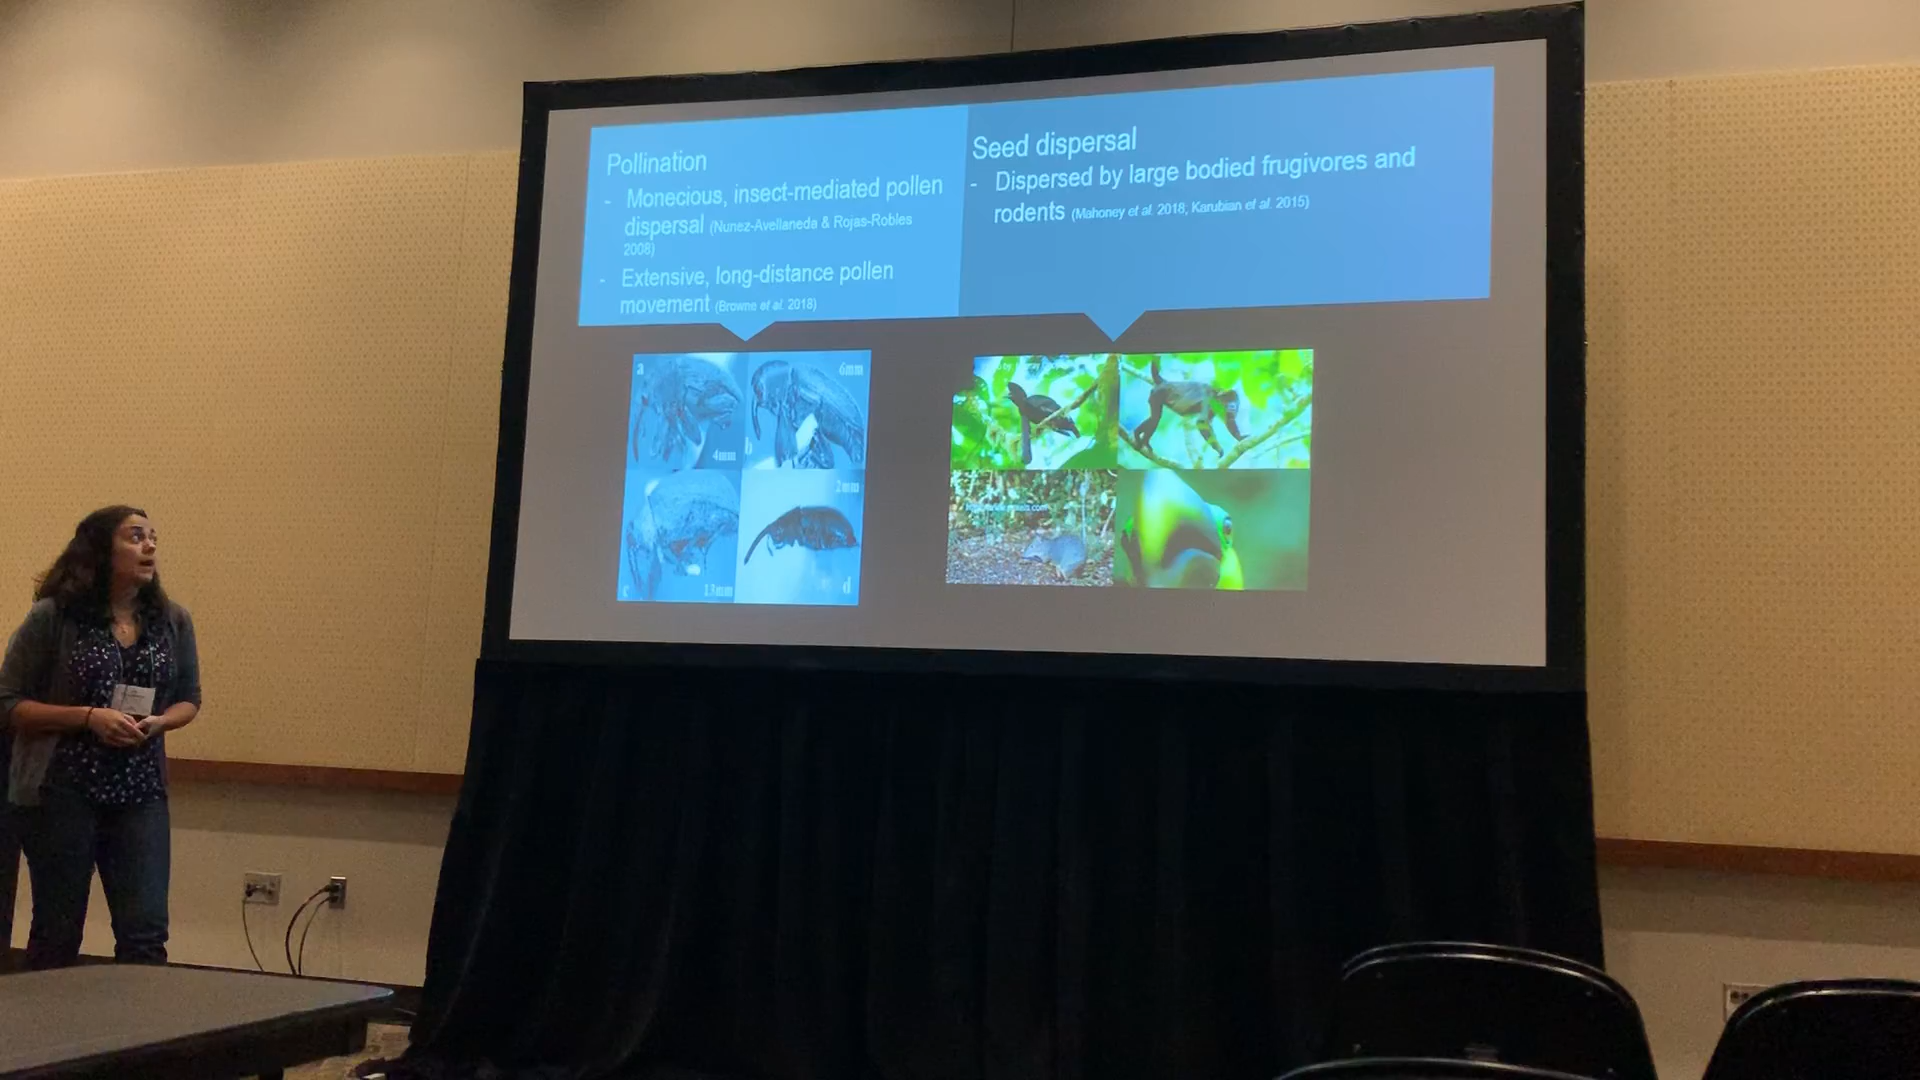 Pollination
- Monecious, insect-mediated pollen
dispersal (Nunez-Avellaneda & Rojas-Robles
2008)
- Extensive, long-distance pollen
movement (Browne et al. 2018)
Seed dispersal
- Dispersed by large bodied frugivores and
rodents (Mahoney et al. 2018; Karubian et al. 2015)
a
4mm
6mm
b
c
13mm
2mm
d